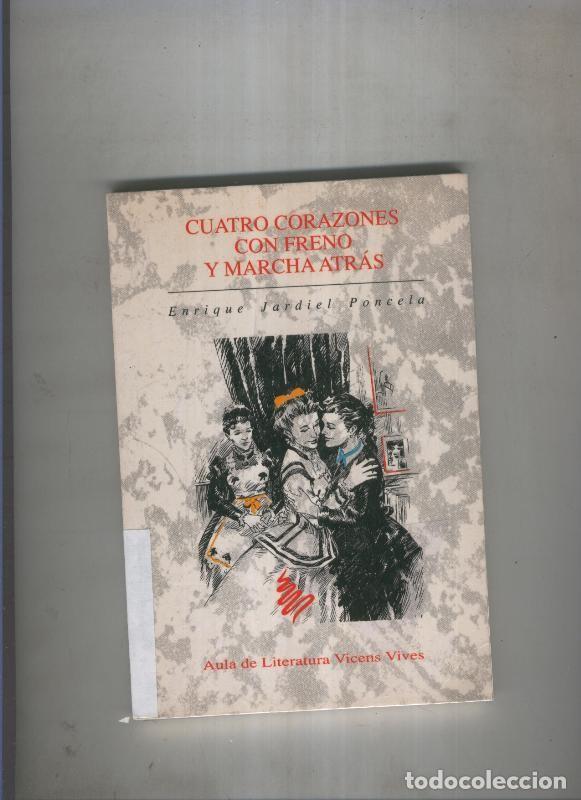 CUATRO CORAZONES
CON FRENO
Y MARCHA ATRÁS
Enrique Jardiel Poncela
Aula de Literatura Vicens Vives
todocoleccion